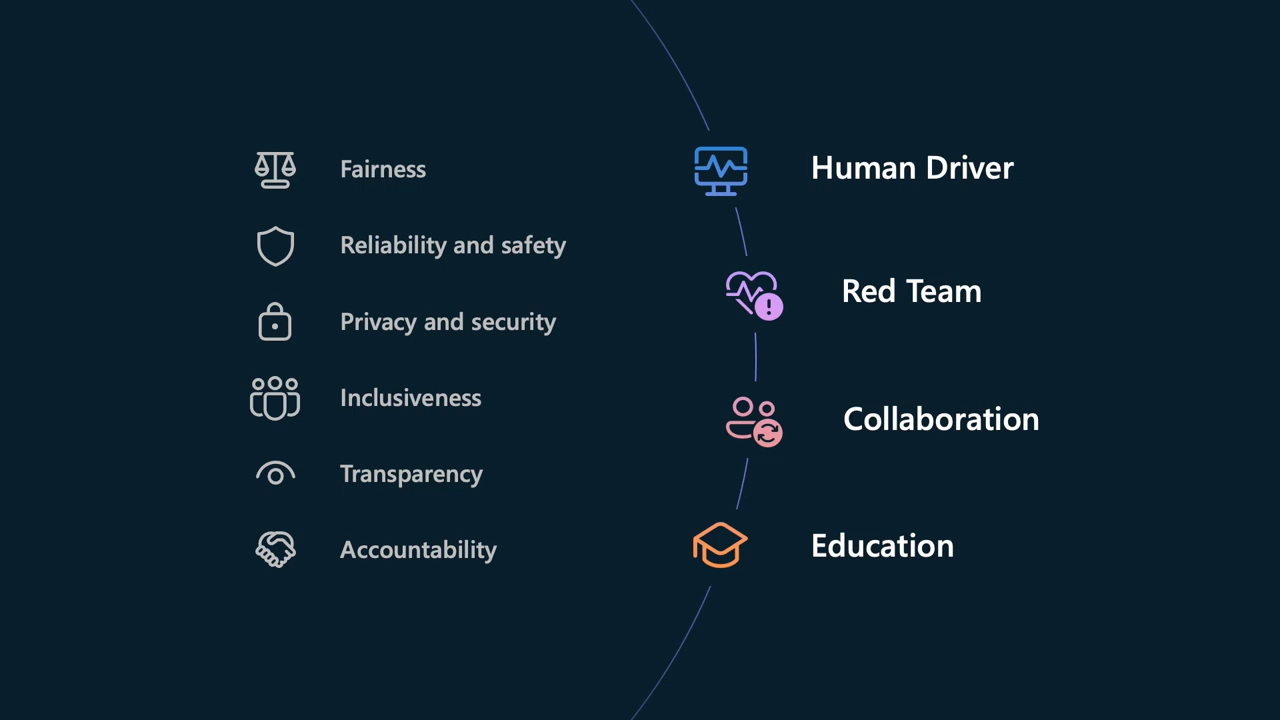 Fairness
Reliability and safety
Privacy and security
Inclusiveness
Transparency
Accountability
Human Driver
Red Team
Collaboration
Education